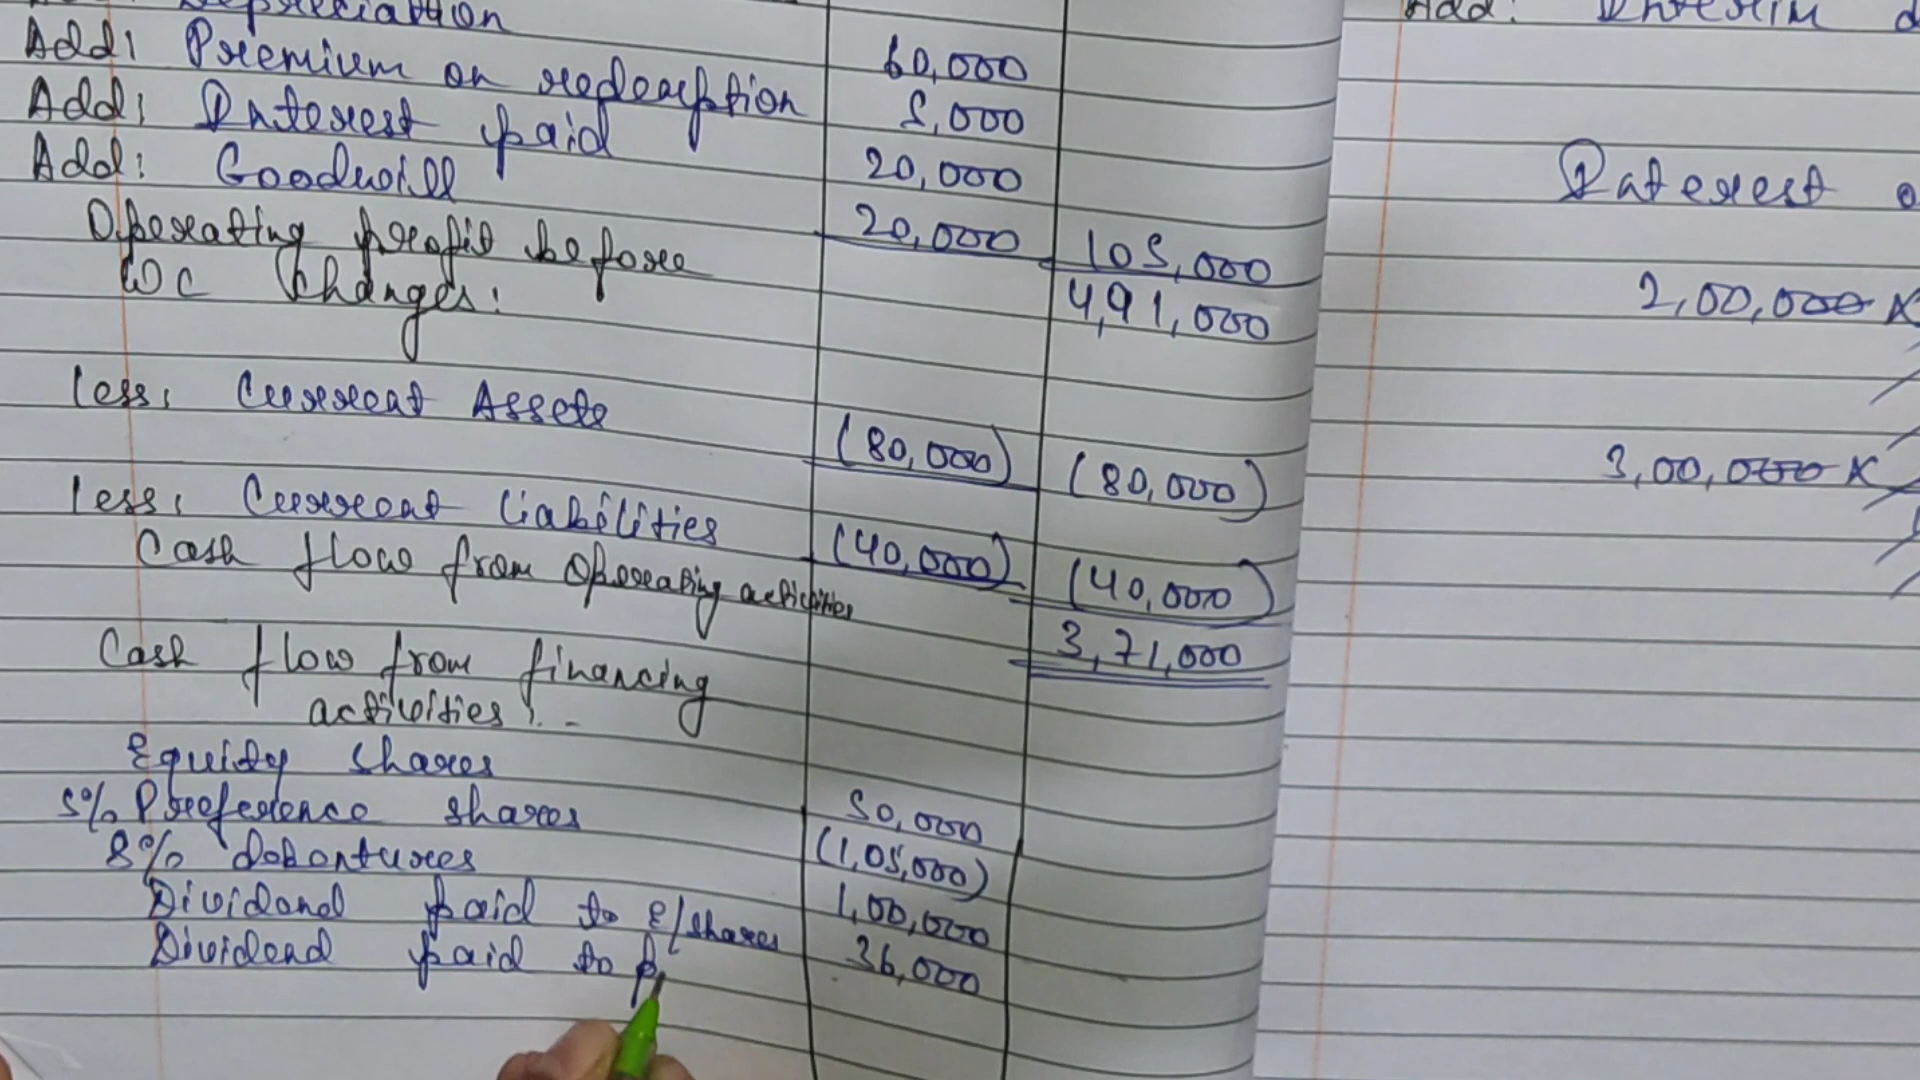 Depreciation 60,000
Add: Premium on redemption 5,000
Add: Interest paid 20,000
Add: Goodwill 20,000 105,000
Operating profit before
WC Changes: 4,91,000
Less: Current Assets (80,000) (80,000)
Less: Current Liabilities (40,000) (40,000)
Cash flow from Operating activities 3,71,000
Cash flow from financing
activities :-
Equity shares 50,000
5% Preference shares (1,05,000)
8% debentures 1,00,000
Dividend paid to E/shares 36,000
Dividend paid to p
Add: Interim d
Interest o
2,00,000 x
3,00,000 x